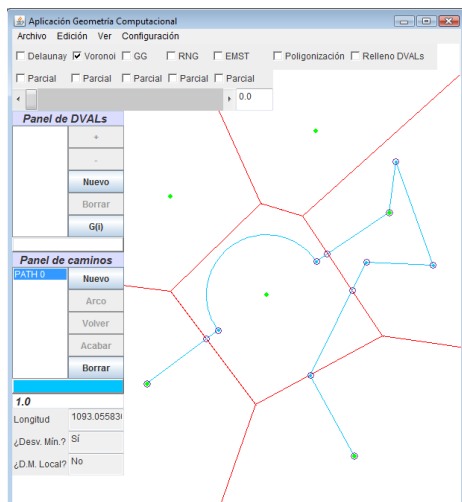 Aplicación Geometría Computacional
Archivo Edición Ver Configuración
Delaunay Voronoi GG RNG EMST Poligonización Relleno DVALs
Parcial Parcial Parcial Parcial Parcial
0.0
Panel de DVALs
+
-
Nuevo
Borrar
G(i)
Panel de caminos
PATH 0
Nuevo
Arco
Volver
Acabar
Borrar
1.0
Longitud 1093.05583
¿Desv. Mín.? Sí
¿D.M. Local? No